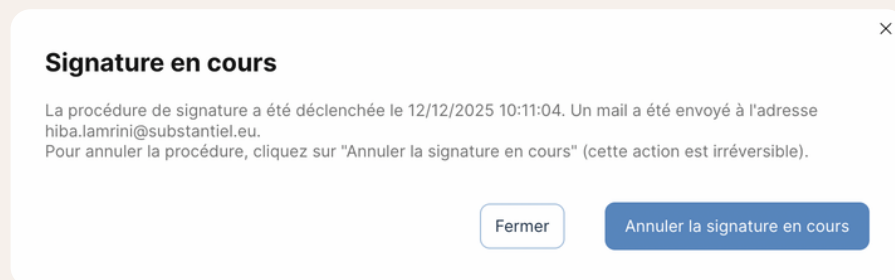 Signature en cours
La procédure de signature a été déclenchée le 12/12/2025 10:11:04. Un mail a été envoyé à l'adresse
hiba.lamrini@substantiel.eu.
Pour annuler la procédure, cliquez sur "Annuler la signature en cours" (cette action est irréversible).
Fermer
Annuler la signature en cours